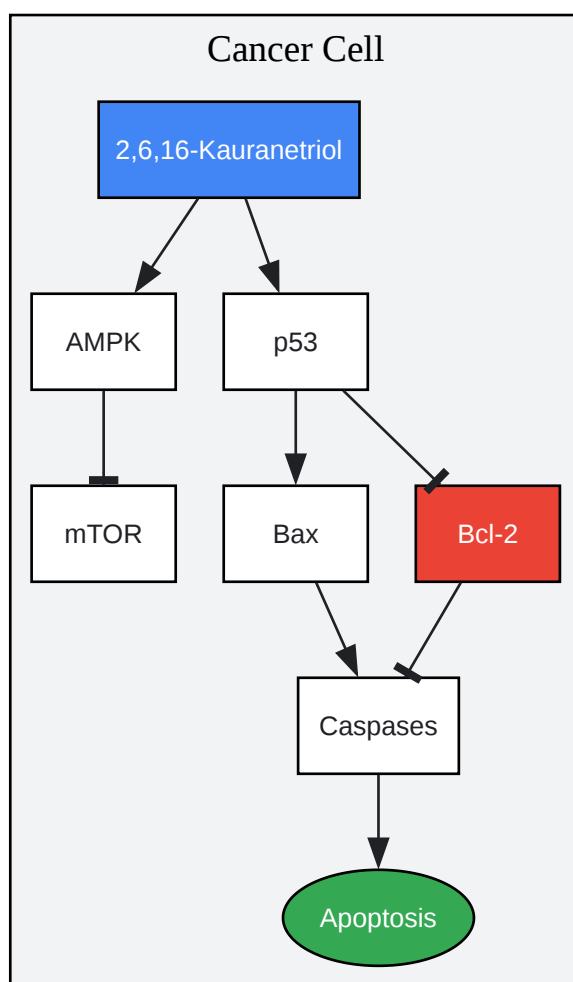 Cancer Cell
2,6,16-Kauranetriol
AMPK
p53
mTOR
Bax
Bcl-2
Caspases
Apoptosis